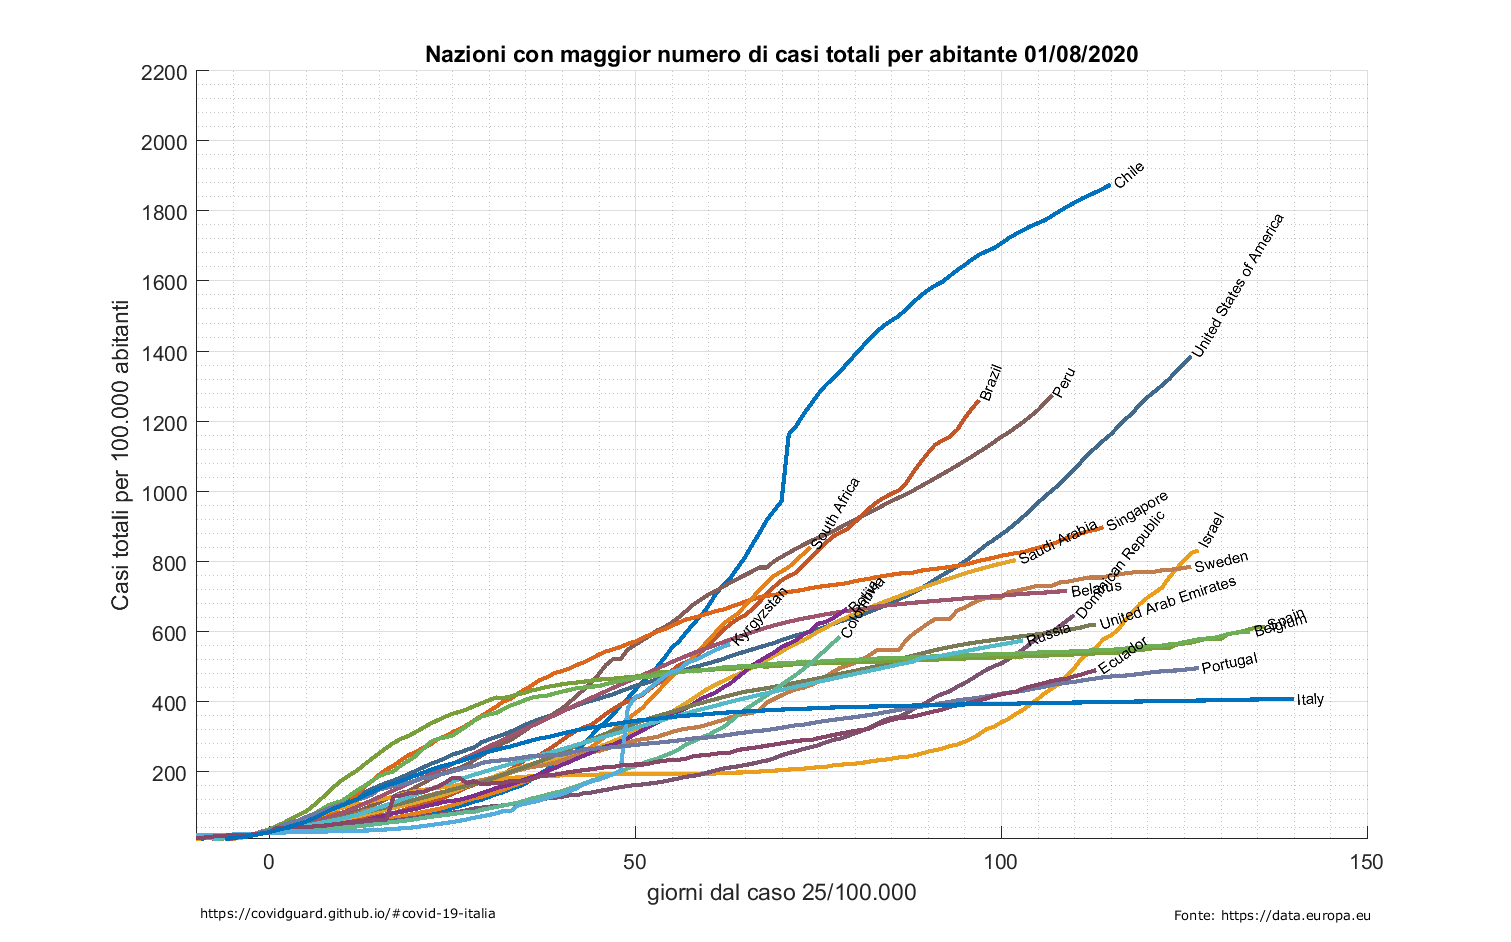 Nazioni con maggior numero di casi totali per abitante 01/08/2020
2200
2000
1800
1600
1400
1200
1000
800
600
400
200
Casi totali per 100.000 abitanti
Chile
United States of America
Brazil
Peru
South Africa
Singapore
Saudi Arabia
Dominican Republic
Israel
Sweden
Kyrgyzstan
Bolivia
Colombia
Belarus
United Arab Emirates
Russia
Spain
Belgium
Ecuador
Portugal
Italy
0
50
100
150
giorni dal caso 25/100.000
https://covidguard.github.io/#covid-19-italia
Fonte: https://data.europa.eu